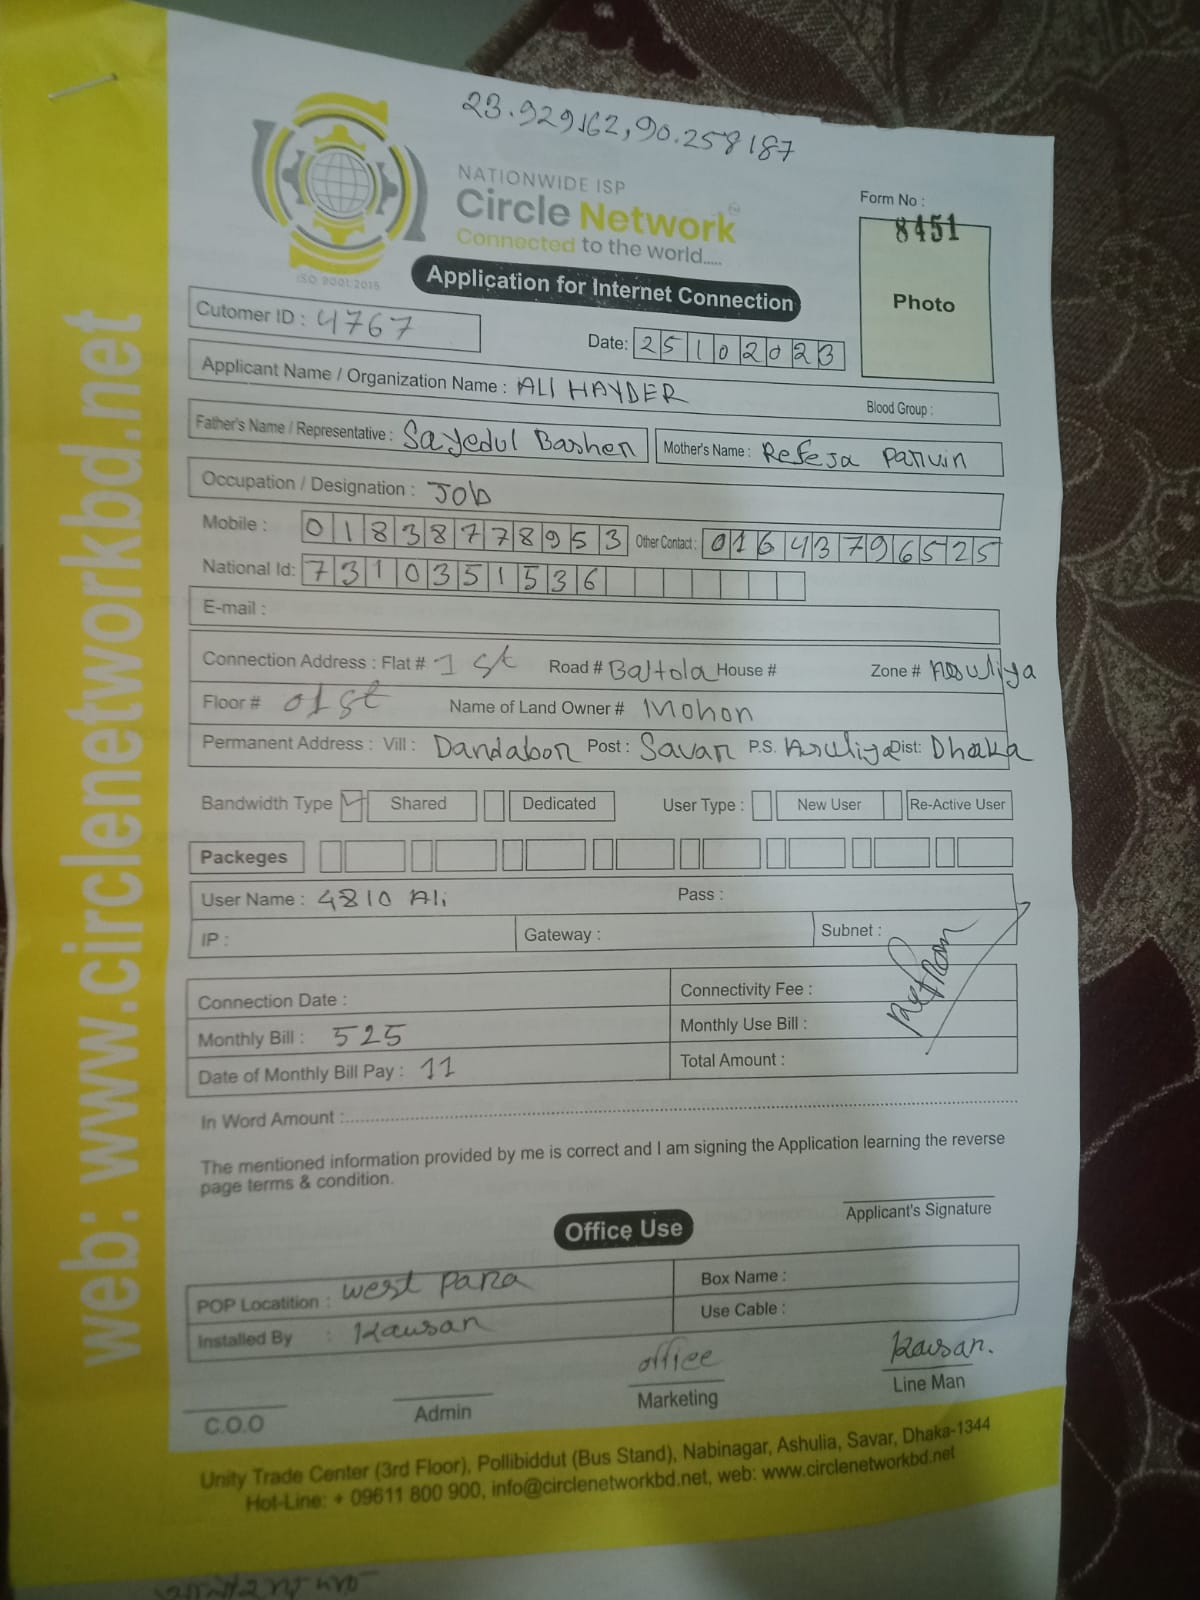 23.929162,90.258187
NATIONWIDE ISP
Circle Network
Connected to the world.....
ISO 9001:2015
Form No :
8451
Photo
Application for Internet Connection
Cutomer ID : 4767
Date: 25102023
Applicant Name / Organization Name : ALI HAYDER Blood Group :
Father's Name / Representative : Sayedul Bashen Mother's Name : Refeja Parvin
Occupation / Designation : Job
Mobile : 01838778953 Other Contact : 01643796525
National Id: 7310351536
E-mail :
Connection Address : Flat # 1 st Road # Baltola House # Zone # Asuliya
Floor # 01 st Name of Land Owner # Mohon
Permanent Address : Vill : Dandabor Post : Savar P.S. Asuliya Dist: Dhaka
Bandwidth Type Shared Dedicated User Type : New User Re-Active User
Packeges
User Name : 4810 Ali Pass :
IP : Gateway : Subnet :
Connection Date : Connectivity Fee :
Monthly Bill : 525 Monthly Use Bill :
Date of Monthly Bill Pay : 11 Total Amount :
In Word Amount :
The mentioned information provided by me is correct and I am signing the Application learning the reverse
page terms & condition.
Applicant's Signature
Office Use
POP Locatition : west para Box Name :
Installed By : Kawsar Use Cable :
office Kawsar.
C.O.O Admin Marketing Line Man
Unity Trade Center (3rd Floor), Pollibiddut (Bus Stand), Nabinagar, Ashulia, Savar, Dhaka-1344
Hot-Line: + 09611 800 900, info@circlenetworkbd.net, web: www.circlenetworkbd.net
web: www.circlenetworkbd.net